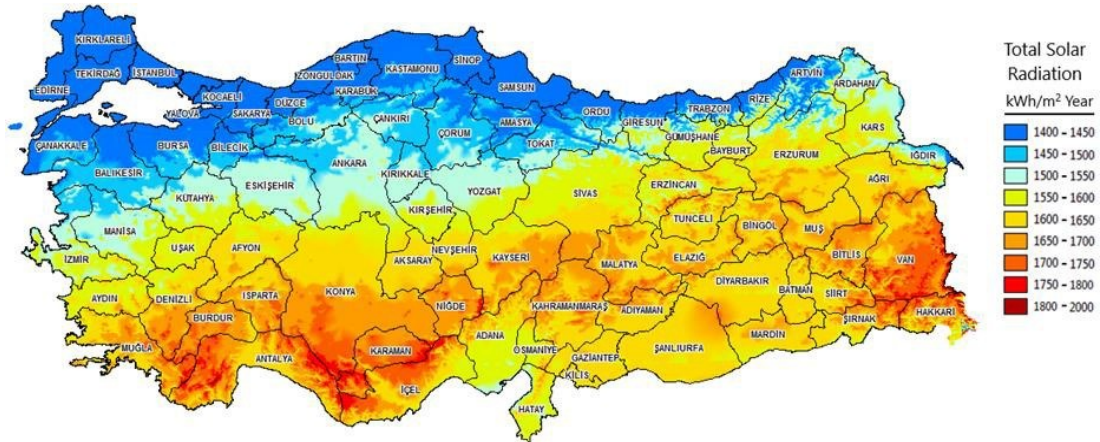 KIRKLARELİ
TEKİRDAĞ
İSTANBUL
EDİRNE
KOCAELİ
YALOVA
SAKARYA
DÜZCE
BOLU
ZONGULDAK
BARTIN
KARABÜK
KASTAMONU
SİNOP
SAMSUN
ORDU
GİRESUN
TRABZON
RİZE
ARTVİN
ARDAHAN
ÇANAKKALE
BURSA
BİLECİK
BALIKESİR
ÇANKIRI
ÇORUM
AMASYA
TOKAT
GÜMÜŞHANE
BAYBURT
ERZURUM
KARS
IĞDIR
KÜTAHYA
ESKİŞEHİR
ANKARA
KIRIKKALE
YOZGAT
KIRŞEHİR
SİVAS
ERZİNCAN
AĞRI
MANİSA
İZMİR
UŞAK
AFYON
NEVŞEHİR
AKSARAY
KAYSERİ
MALATYA
TUNCELİ
ELAZIĞ
BİNGÖL
MUŞ
BİTLİS
VAN
AYDIN
DENİZLİ
ISPARTA
BURDUR
KONYA
NİĞDE
KAHRAMANMARAŞ
ADIYAMAN
DİYARBAKIR
BATMAN
SİİRT
ŞIRNAK
HAKKARİ
MUĞLA
ANTALYA
KARAMAN
İÇEL
ADANA
OSMANİYE
GAZİANTEP
KİLİS
ŞANLIURFA
MARDİN
HATAY
Total Solar
Radiation
kWh/m² Year
1400 - 1450
1450 - 1500
1500 - 1550
1550 - 1600
1600 - 1650
1650 - 1700
1700 - 1750
1750 - 1800
1800 - 2000